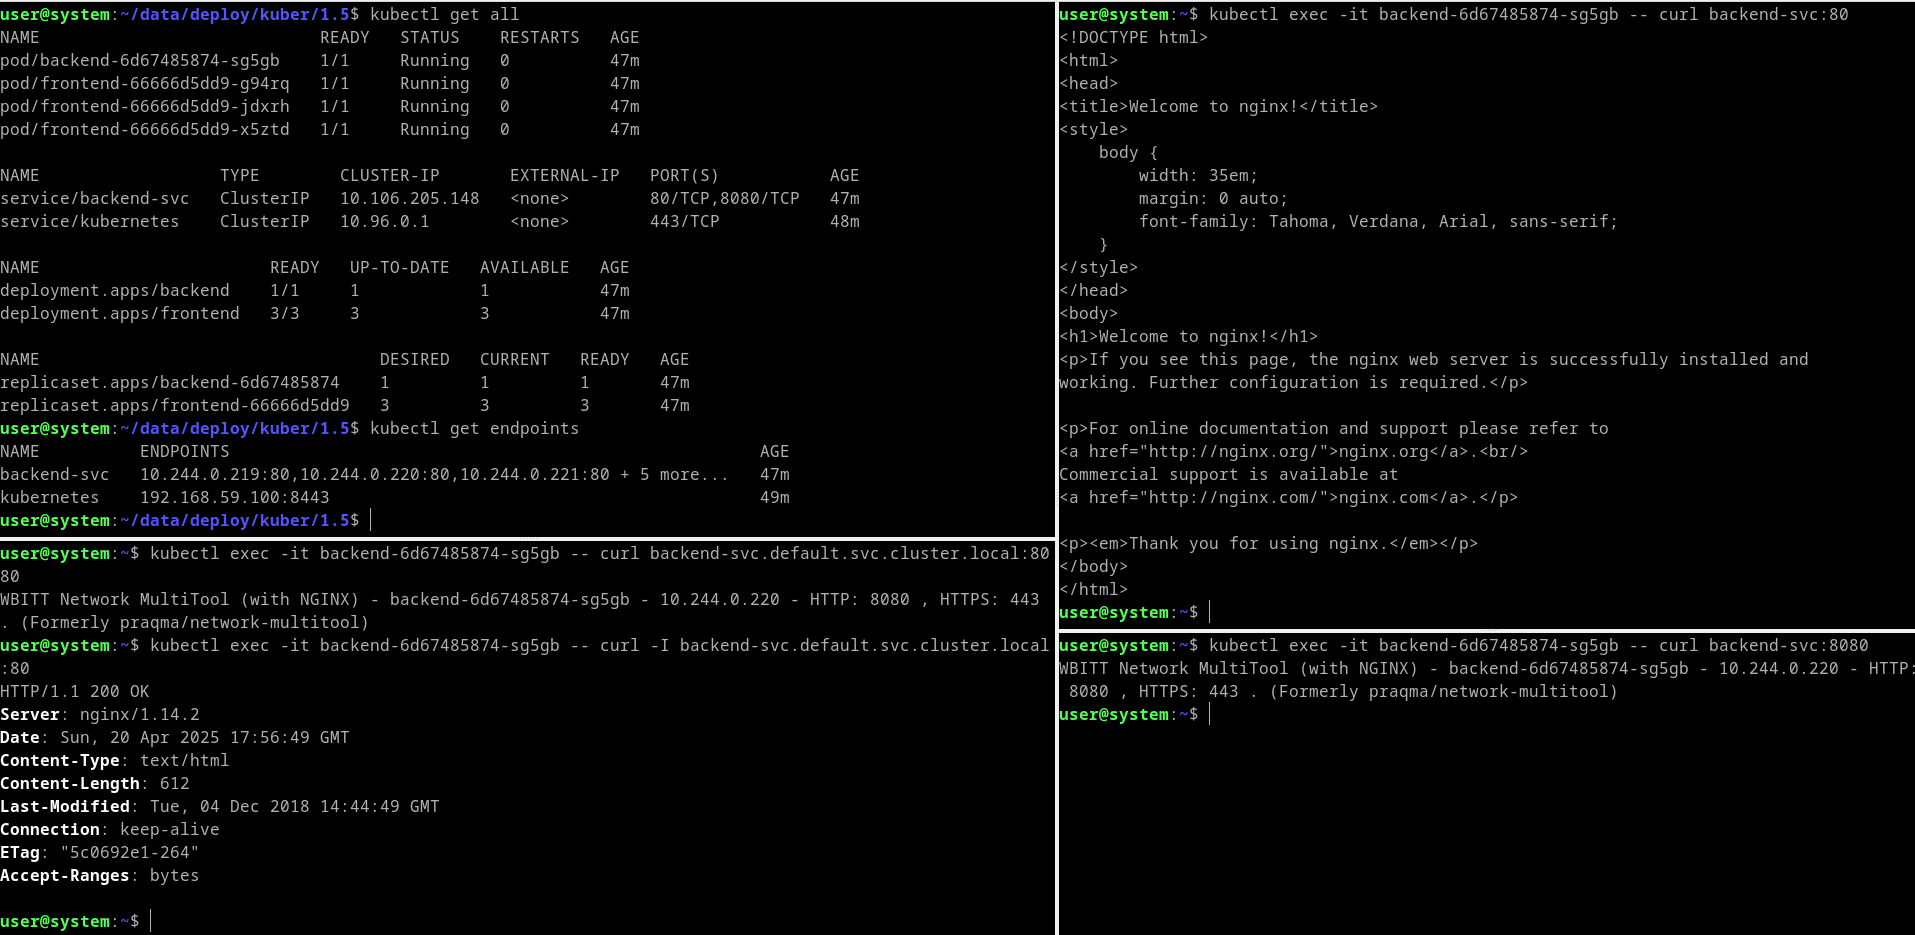 user@system:~/data/deploy/kuber/1.5$ kubectl get all
NAME                            READY   STATUS    RESTARTS   AGE
pod/backend-6d67485874-sg5gb    1/1     Running   0          47m
pod/frontend-66666d5dd9-g94rq   1/1     Running   0          47m
pod/frontend-66666d5dd9-jdxrh   1/1     Running   0          47m
pod/frontend-66666d5dd9-x5ztd   1/1     Running   0          47m

NAME                  TYPE        CLUSTER-IP       EXTERNAL-IP   PORT(S)           AGE
service/backend-svc   ClusterIP   10.106.205.148   <none>        80/TCP,8080/TCP   47m
service/kubernetes    ClusterIP   10.96.0.1        <none>        443/TCP           48m

NAME                       READY   UP-TO-DATE   AVAILABLE   AGE
deployment.apps/backend    1/1     1            1           47m
deployment.apps/frontend   3/3     3            3           47m

NAME                                  DESIRED   CURRENT   READY   AGE
replicaset.apps/backend-6d67485874    1         1         1       47m
replicaset.apps/frontend-66666d5dd9   3         3         3       47m
user@system:~/data/deploy/kuber/1.5$ kubectl get endpoints
NAME          ENDPOINTS                                                     AGE
backend-svc   10.244.0.219:80,10.244.0.220:80,10.244.0.221:80 + 5 more...   47m
kubernetes    192.168.59.100:8443                                           49m
user@system:~/data/deploy/kuber/1.5$
user@system:~$ kubectl exec -it backend-6d67485874-sg5gb -- curl backend-svc.default.svc.cluster.local:80
80
WBITT Network MultiTool (with NGINX) - backend-6d67485874-sg5gb - 10.244.0.220 - HTTP: 8080 , HTTPS: 443
. (Formerly praqma/network-multitool)
user@system:~$ kubectl exec -it backend-6d67485874-sg5gb -- curl -I backend-svc.default.svc.cluster.local
:80
HTTP/1.1 200 OK
Server: nginx/1.14.2
Date: Sun, 20 Apr 2025 17:56:49 GMT
Content-Type: text/html
Content-Length: 612
Last-Modified: Tue, 04 Dec 2018 14:44:49 GMT
Connection: keep-alive
ETag: "5c0692e1-264"
Accept-Ranges: bytes

user@system:~$
user@system:~$ kubectl exec -it backend-6d67485874-sg5gb -- curl backend-svc:80
<!DOCTYPE html>
<html>
<head>
<title>Welcome to nginx!</title>
<style>
    body {
        width: 35em;
        margin: 0 auto;
        font-family: Tahoma, Verdana, Arial, sans-serif;
    }
</style>
</head>
<body>
<h1>Welcome to nginx!</h1>
<p>If you see this page, the nginx web server is successfully installed and
working. Further configuration is required.</p>

<p>For online documentation and support please refer to
<a href="http://nginx.org/">nginx.org</a>.<br/>
Commercial support is available at
<a href="http://nginx.com/">nginx.com</a>.</p>

<p><em>Thank you for using nginx.</em></p>
</body>
</html>
user@system:~$
user@system:~$ kubectl exec -it backend-6d67485874-sg5gb -- curl backend-svc:8080
WBITT Network MultiTool (with NGINX) - backend-6d67485874-sg5gb - 10.244.0.220 - HTTP:
 8080 , HTTPS: 443 . (Formerly praqma/network-multitool)
user@system:~$